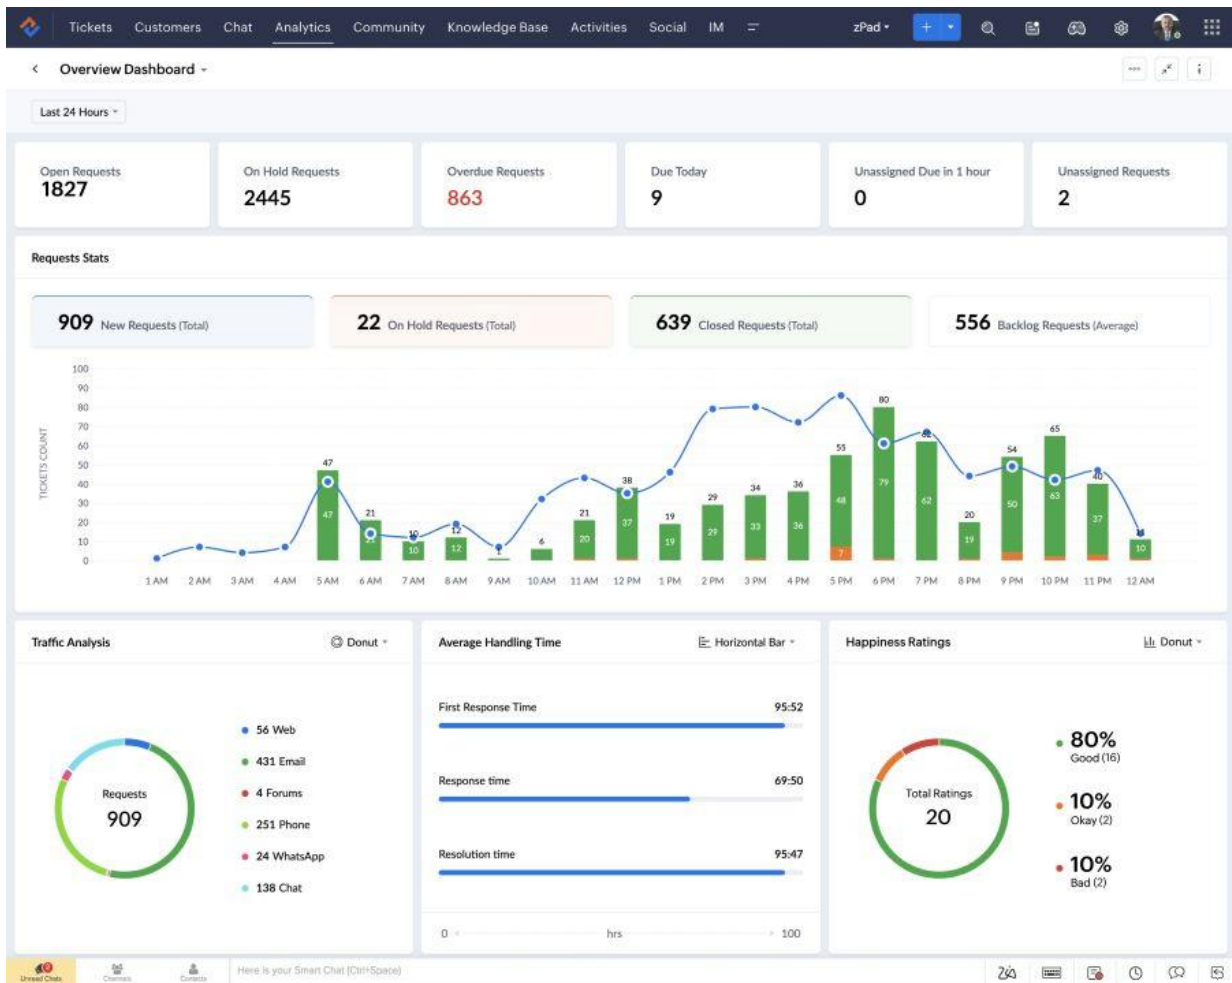 Tickets Customers Chat Analytics Community Knowledge Base Activities Social IM zPad
Overview Dashboard
Last 24 Hours
Open Requests
1827
On Hold Requests
2445
Overdue Requests
863
Due Today
9
Unassigned Due in 1 hour
0
Unassigned Requests
2
Requests Stats
909 New Requests (Total)
22 On Hold Requests (Total)
639 Closed Requests (Total)
556 Backlog Requests (Average)
TICKETS COUNT
100
90
80
70
60
50
40
30
20
10
0
47 21 10 12 1 6 21 38 19 29 34 36 55 80 62 20 54 65 40
47 21 10 12 20 37 19 29 33 36 48 79 62 19 50 63 37 10
7
1 AM 2 AM 3 AM 4 AM 5 AM 6 AM 7 AM 8 AM 9 AM 10 AM 11 AM 12 PM 1 PM 2 PM 3 PM 4 PM 5 PM 6 PM 7 PM 8 PM 9 PM 10 PM 11 PM 12 AM
Traffic Analysis
Donut
Requests
909
56 Web
431 Email
4 Forums
251 Phone
24 WhatsApp
138 Chat
Average Handling Time
Horizontal Bar
First Response Time 95:52
Response time 69:50
Resolution time 95:47
0 hrs 100
Happiness Ratings
Donut
Total Ratings
20
80%
Good (16)
10%
Okay (2)
10%
Bad (2)
Unread Chats Channels Contacts Here is your Smart Chat (Ctrl+Space)